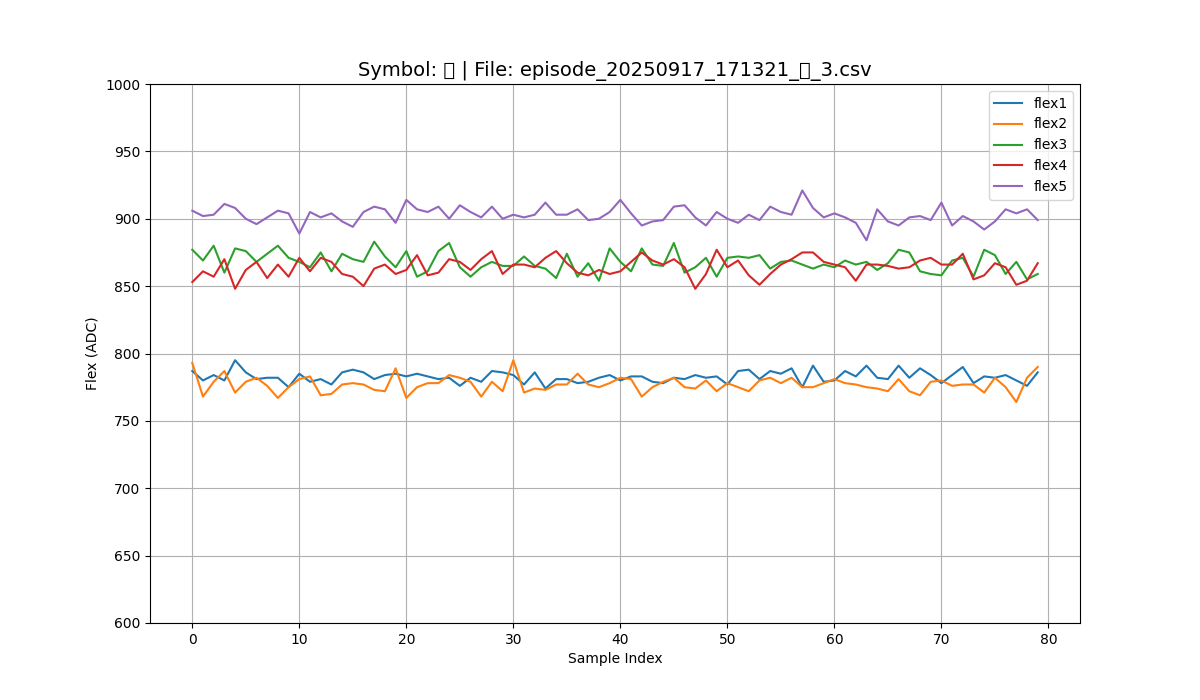 Symbol: | File: episode_20250917_171321_ _3.csv
1000
950
900
850
800
750
700
650
600
Flex (ADC)
0 10 20 30 40 50 60 70 80
Sample Index
flex1
flex2
flex3
flex4
flex5